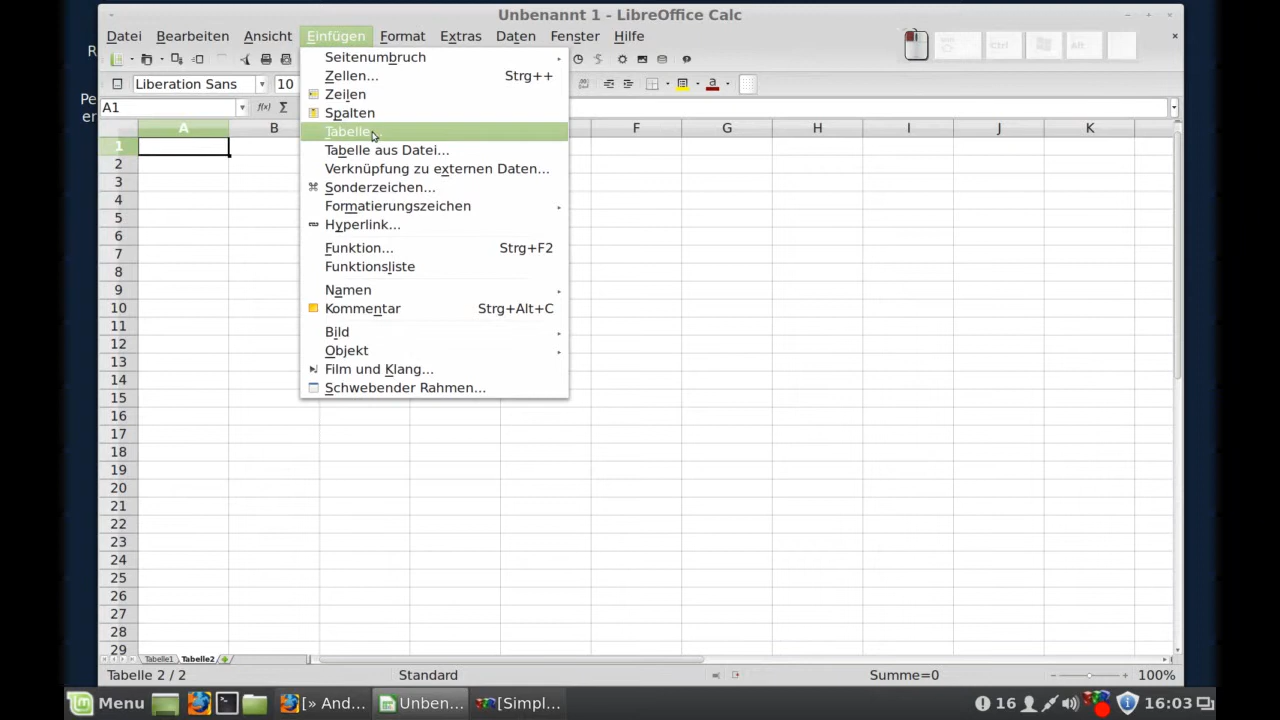 Unbenannt 1 - LibreOffice Calc
R
Pe
er
Datei Bearbeiten Ansicht Einfügen Format Extras Daten Fenster Hilfe
Ctrl Alt
Liberation Sans 10
A1 f(x) Σ
A B F G H I J K
Seitenumbruch
Zellen... Strg++
Zeilen
Spalten
Tabelle...
Tabelle aus Datei...
Verknüpfung zu externen Daten...
Sonderzeichen...
Formatierungszeichen
Hyperlink...
Funktion... Strg+F2
Funktionsliste
Namen
Kommentar Strg+Alt+C
Bild
Objekt
Film und Klang...
Schwebender Rahmen...
1
2
3
4
5
6
7
8
9
10
11
12
13
14
15
16
17
18
19
20
21
22
23
24
25
26
27
28
29
Tabelle1 Tabelle2
Tabelle 2 / 2 Standard Summe=0 100%
Menu [» And... Unben... [Simpl... 16 16:03